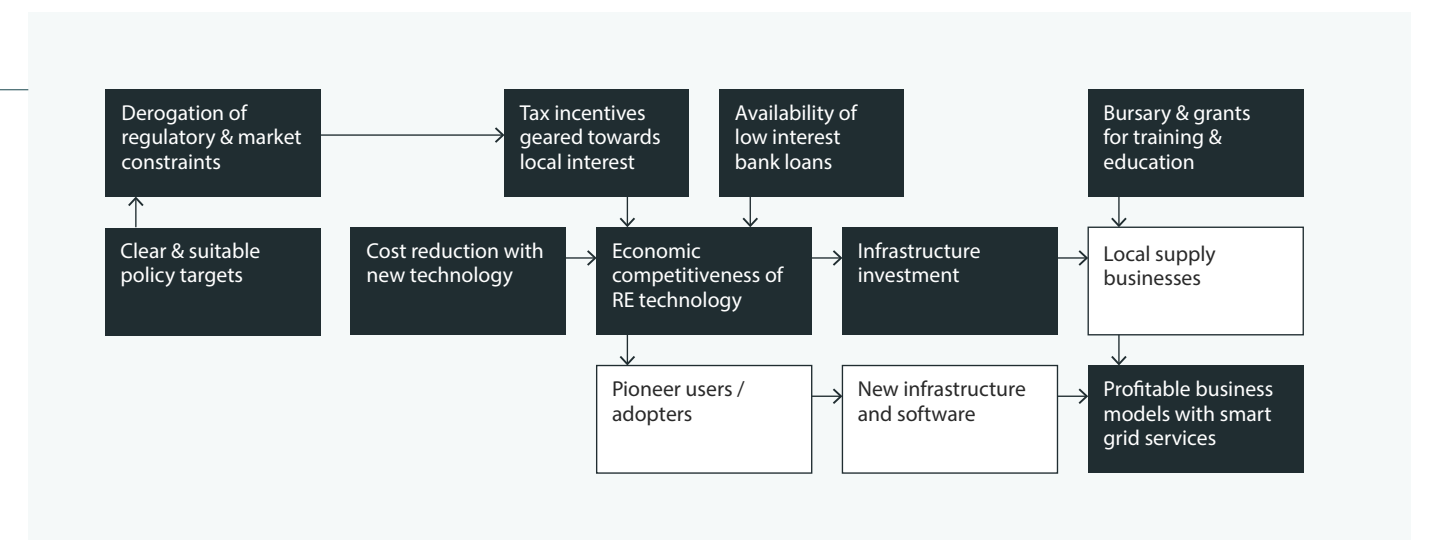 Derogation of
regulatory & market
constraints
Tax incentives
geared towards
local interest
Availability of
low interest
bank loans
Bursary & grants
for training &
education
Clear & suitable
policy targets
Cost reduction with
new technology
Economic
competitiveness of
RE technology
Infrastructure
investment
Local supply
businesses
Pioneer users /
adopters
New infrastructure
and software
Profitable business
models with smart
grid services